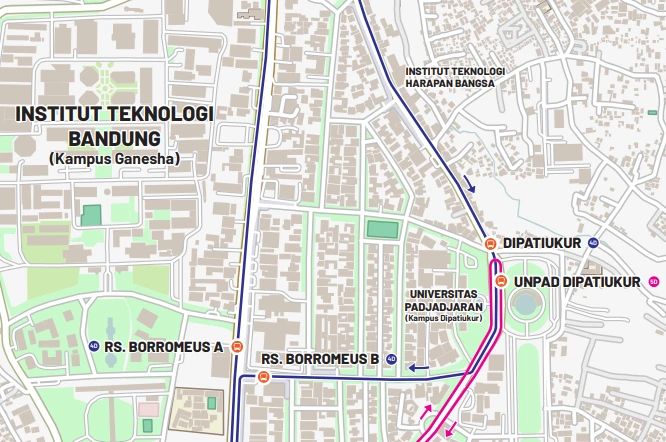 INSTITUT TEKNOLOGI
HARAPAN BANGSA
INSTITUT TEKNOLOGI
BANDUNG
(Kampus Ganesha)
DIPATIUKUR 4D
UNPAD DIPATIUKUR 5D
UNIVERSITAS
PADJADJARAN
(Kampus Dipatiukur)
4D RS. BORROMEUS A
RS. BORROMEUS B 4D